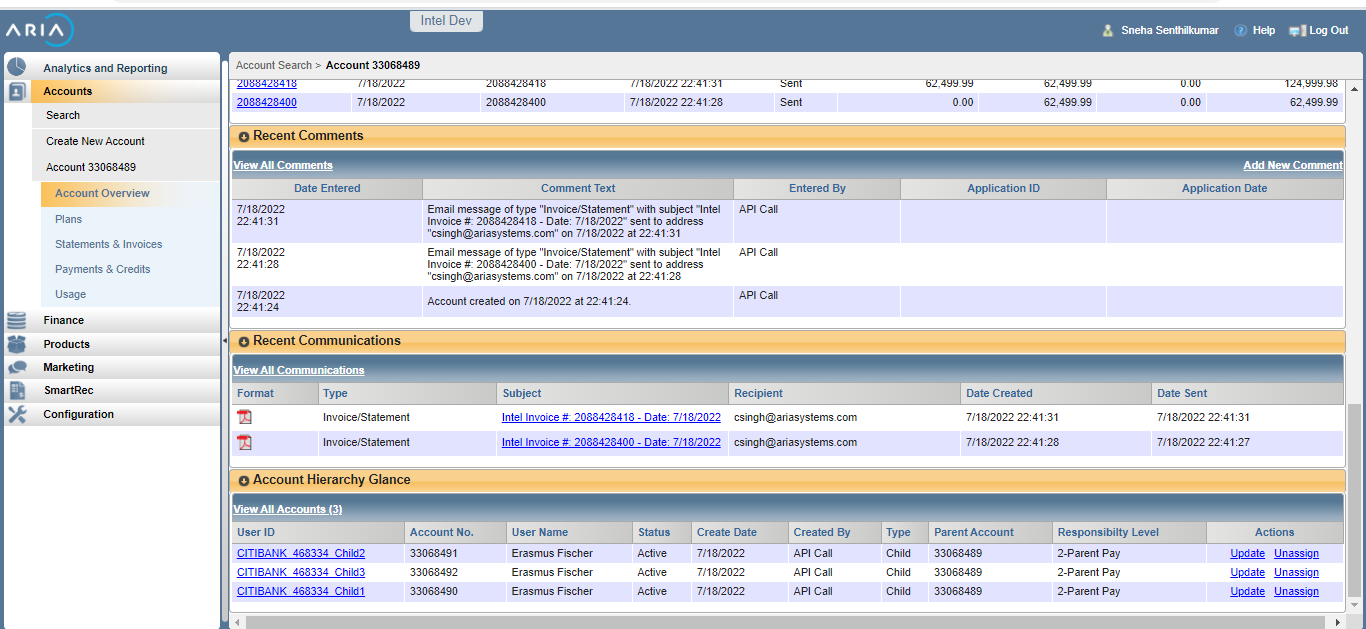 Intel Dev
ARIA
Sneha Senthilkumar Help Log Out
Analytics and Reporting
Accounts
Search
Create New Account
Account 33068489
Account Overview
Plans
Statements & Invoices
Payments & Credits
Usage
Finance
Products
Marketing
SmartRec
Configuration
Account Search > Account 33068489
2088428418 7/18/2022 2088428418 7/18/2022 22:41:31 Sent 62,499.99 62,499.99 0.00 124,999.98
2088428400 7/18/2022 2088428400 7/18/2022 22:41:28 Sent 0.00 62,499.99 0.00 62,499.99
Recent Comments
View All Comments Add New Comment
Date Entered Comment Text Entered By Application ID Application Date
7/18/2022 22:41:31 Email message of type "Invoice/Statement" with subject "Intel API Call
Invoice #: 2088428418 - Date: 7/18/2022" sent to address
"csingh@ariasystems.com" on 7/18/2022 at 22:41:31
7/18/2022 22:41:28 Email message of type "Invoice/Statement" with subject "Intel API Call
Invoice #: 2088428400 - Date: 7/18/2022" sent to address
"csingh@ariasystems.com" on 7/18/2022 at 22:41:28
7/18/2022 22:41:24 Account created on 7/18/2022 at 22:41:24. API Call
Recent Communications
View All Communications
Format Type Subject Recipient Date Created Date Sent
Invoice/Statement Intel Invoice #: 2088428418 - Date: 7/18/2022 csingh@ariasystems.com 7/18/2022 22:41:31 7/18/2022 22:41:31
Invoice/Statement Intel Invoice #: 2088428400 - Date: 7/18/2022 csingh@ariasystems.com 7/18/2022 22:41:28 7/18/2022 22:41:27
Account Hierarchy Glance
View All Accounts (3)
User ID Account No. User Name Status Create Date Created By Type Parent Account Responsibilty Level Actions
CITIBANK_468334_Child2 33068491 Erasmus Fischer Active 7/18/2022 API Call Child 33068489 2-Parent Pay Update Unassign
CITIBANK_468334_Child3 33068492 Erasmus Fischer Active 7/18/2022 API Call Child 33068489 2-Parent Pay Update Unassign
CITIBANK_468334_Child1 33068490 Erasmus Fischer Active 7/18/2022 API Call Child 33068489 2-Parent Pay Update Unassign